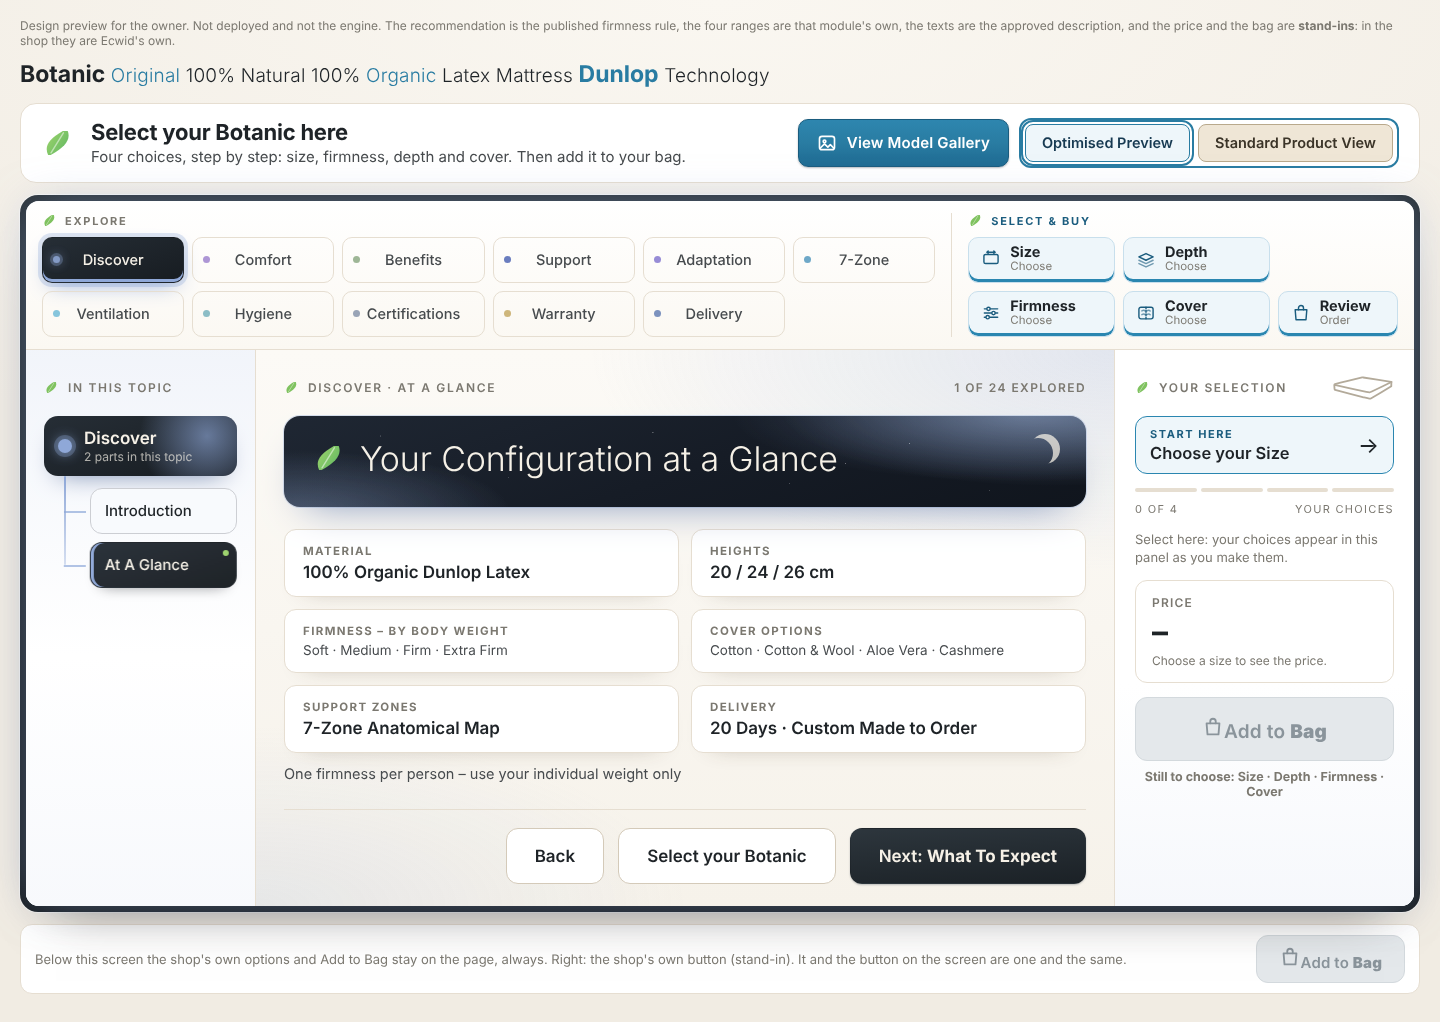 Design preview for the owner. Not deployed and not the engine. The recommendation is the published firmness rule, the four ranges are that module's own, the texts are the approved description, and the price and the bag are stand-ins: in the
shop they are Ecwid's own.
Botanic Original 100% Natural 100% Organic Latex Mattress Dunlop Technology
Select your Botanic here
Four choices, step by step: size, firmness, depth and cover. Then add it to your bag.
View Model Gallery
Optimised Preview
Standard Product View
EXPLORE
Discover
Comfort
Benefits
Support
Adaptation
7-Zone
Ventilation
Hygiene
Certifications
Warranty
Delivery
SELECT & BUY
Size
Choose
Depth
Choose
Firmness
Choose
Cover
Choose
Review
Order
IN THIS TOPIC
Discover
2 parts in this topic
Introduction
At A Glance
DISCOVER · AT A GLANCE
1 OF 24 EXPLORED
Your Configuration at a Glance
MATERIAL
100% Organic Dunlop Latex
HEIGHTS
20 / 24 / 26 cm
FIRMNESS – BY BODY WEIGHT
Soft · Medium · Firm · Extra Firm
COVER OPTIONS
Cotton · Cotton & Wool · Aloe Vera · Cashmere
SUPPORT ZONES
7-Zone Anatomical Map
DELIVERY
20 Days · Custom Made to Order
One firmness per person – use your individual weight only
Back
Select your Botanic
Next: What To Expect
YOUR SELECTION
START HERE
Choose your Size
0 OF 4
YOUR CHOICES
Select here: your choices appear in this
panel as you make them.
PRICE
–
Choose a size to see the price.
Add to Bag
Still to choose: Size · Depth · Firmness ·
Cover
Below this screen the shop's own options and Add to Bag stay on the page, always. Right: the shop's own button (stand-in). It and the button on the screen are one and the same.
Add to Bag